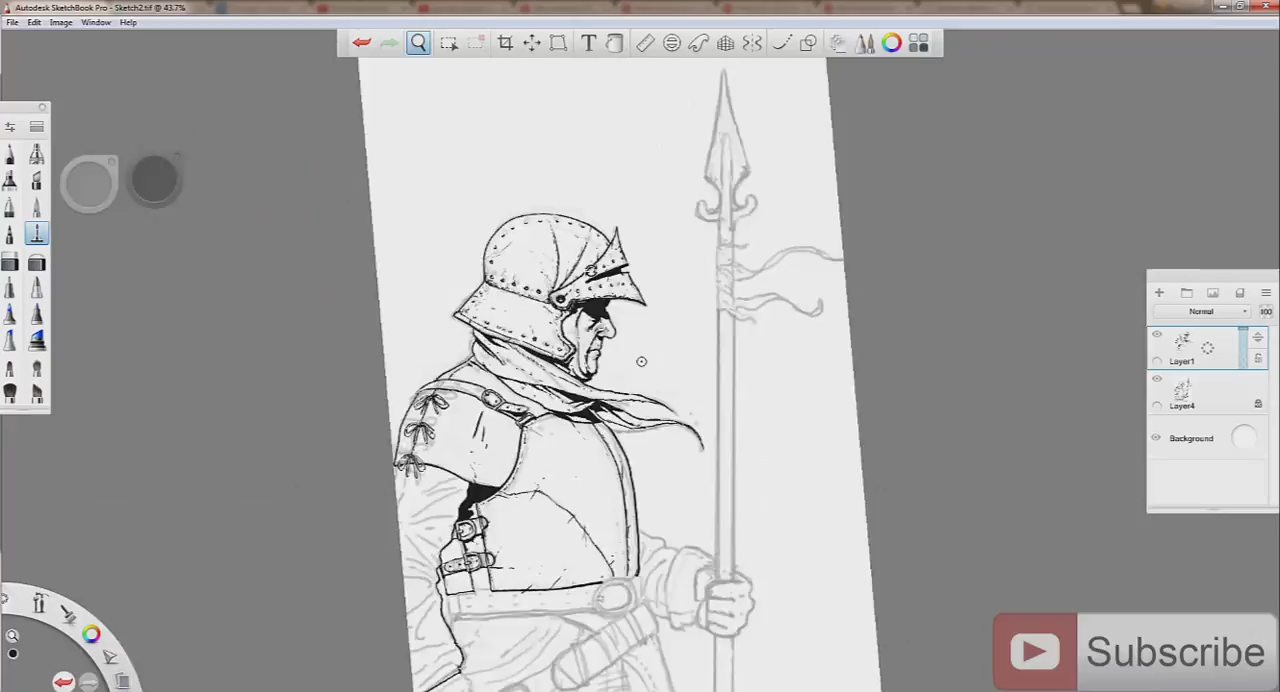 Autodesk SketchBook Pro - Sketch2.tif @ 43.7%
File Edit Image Window Help
Normal 100
Layer1
Layer4
Background
Subscribe